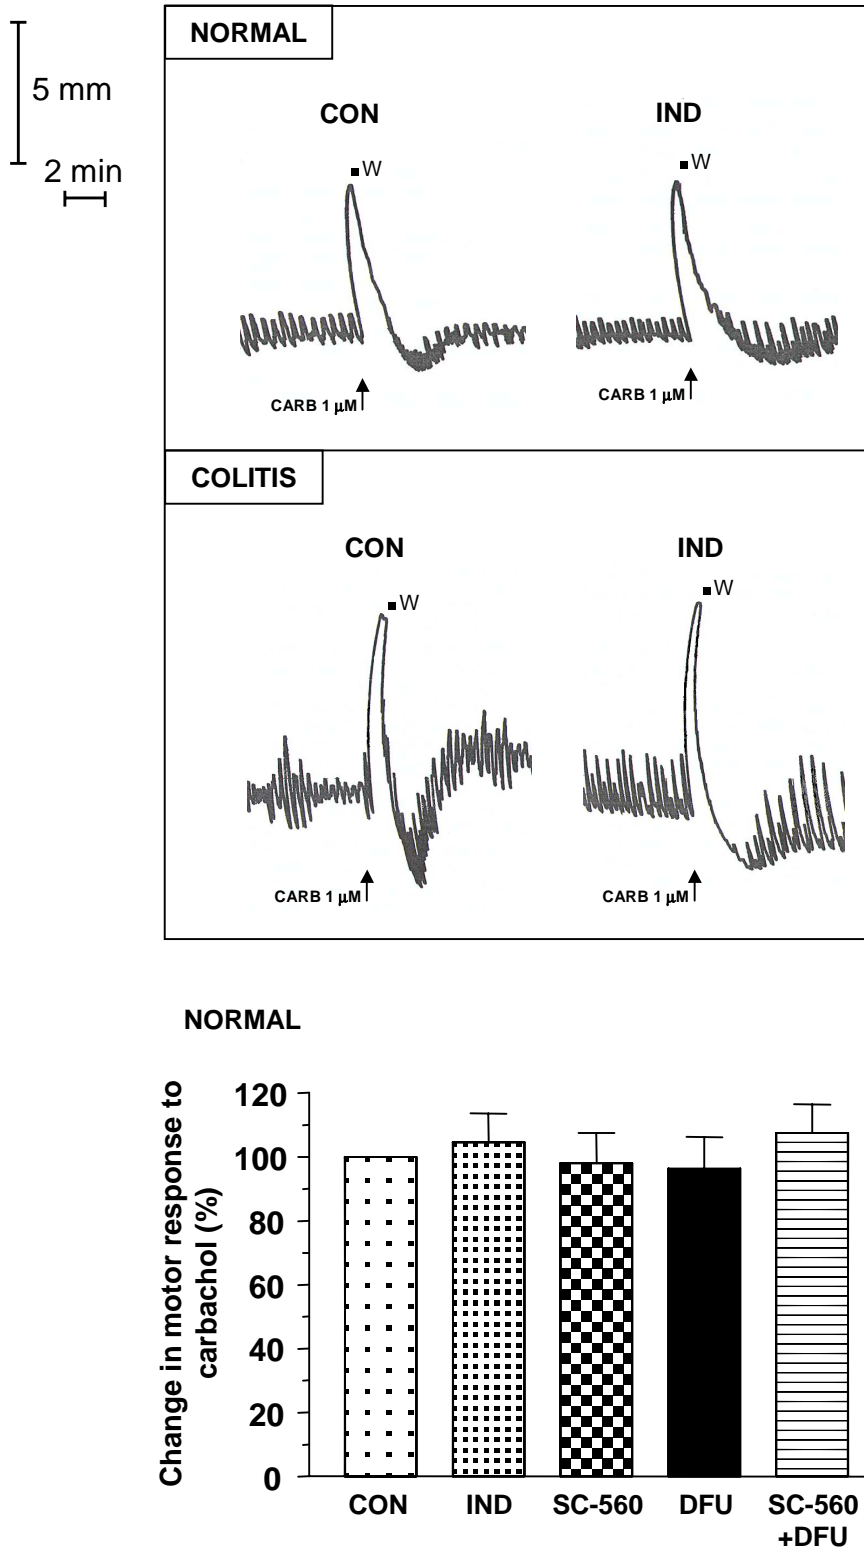 NORMAL
5 mm
2 min
CON
IND
W
W
CARB 1 µM
CARB 1 µM
COLITIS
CON
IND
W
W
CARB 1 µM
CARB 1 µM
NORMAL
Change in motor response to
carbachol (%)
120
100
80
60
40
20
0
CON
IND
SC-560
DFU
SC-560
+DFU